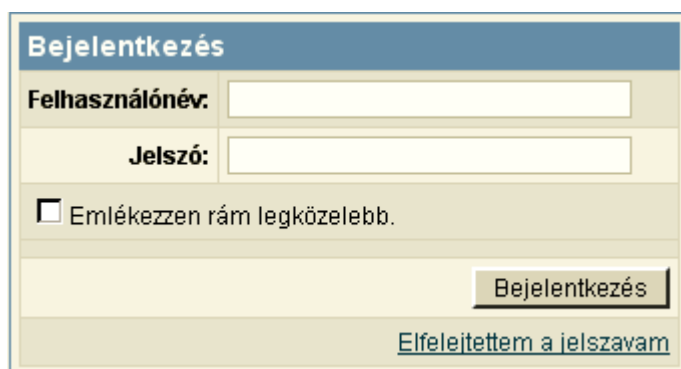 Bejelentkezés
Felhasználónév:
Jelszó:
Emlékezzen rám legközelebb.
Bejelentkezés
Elfelejtettem a jelszavam